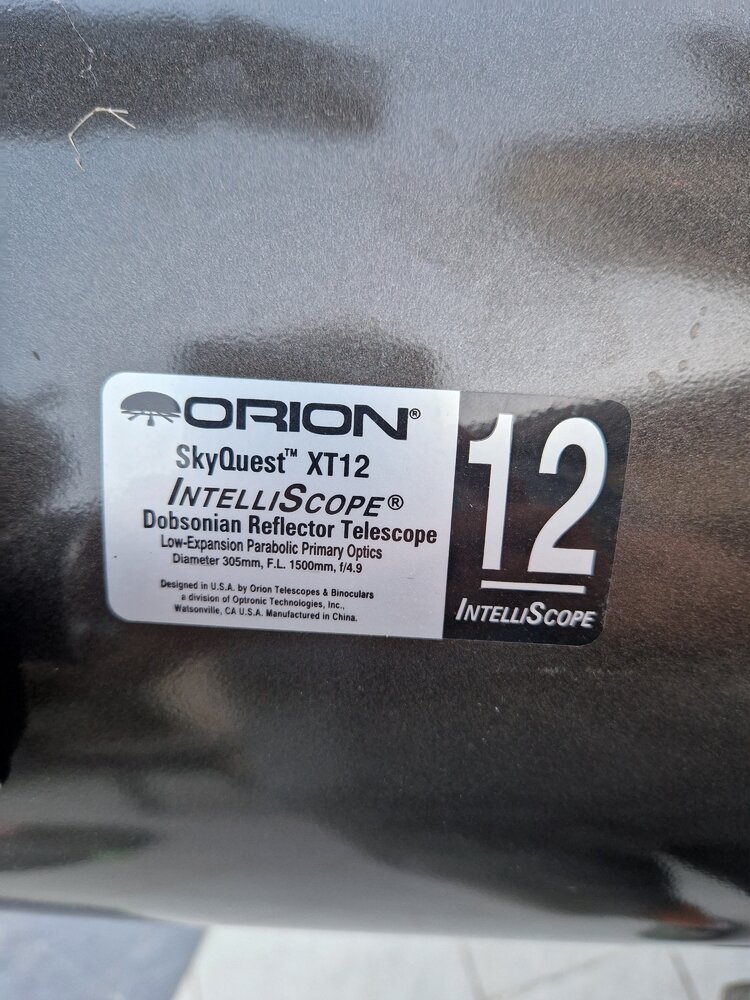 ORION®
SkyQuest™ XT12
INTELLISCOPE®
Dobsonian Reflector Telescope
Low-Expansion Parabolic Primary Optics
Diameter 305mm, F.L. 1500mm, f/4.9
Designed in U.S.A. by Orion Telescopes & Binoculars
a division of Optronic Technologies, Inc.,
Watsonville, CA U.S.A. Manufactured in China.
12
INTELLISCOPE